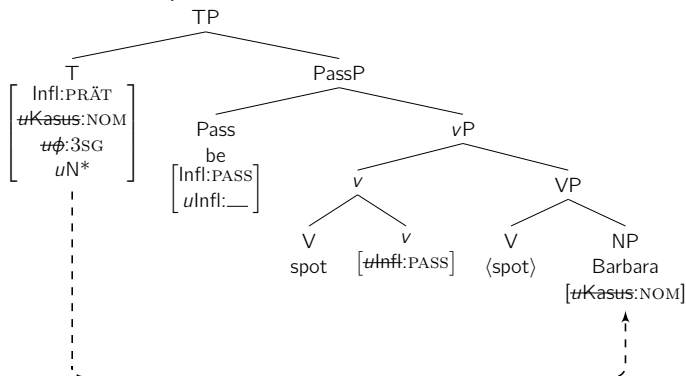 TP
T PassP
Infl:PRÄT
uKasus:NOM
uϕ:3SG
uN*
Pass vP
be
Infl:PASS
uInfl:__
v VP
V v V NP
spot [uInfl:PASS] ⟨spot⟩ Barbara
[uKasus:NOM]